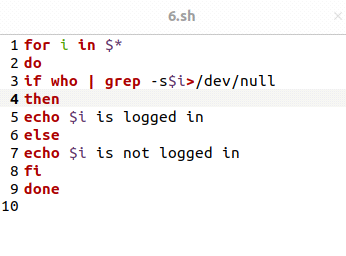 6.sh
1 for i in $*
2 do
3 if who | grep -s$i>/dev/null
4 then
5 echo $i is logged in
6 else
7 echo $i is not logged in
8 fi
9 done
10